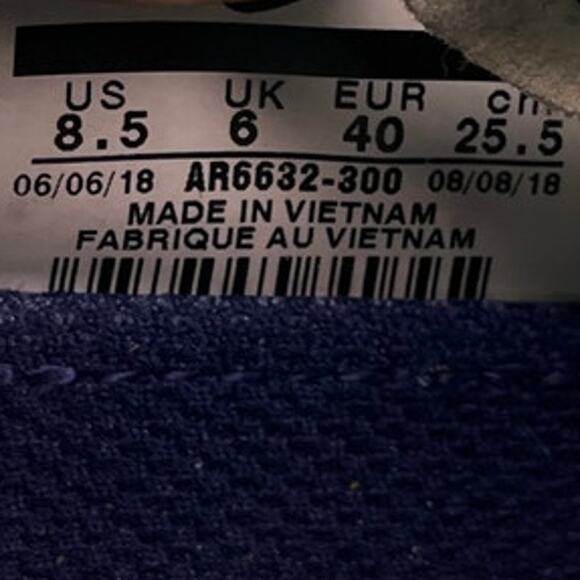 US UK EUR cm
8.5 6 40 25.5
06/06/18 AR6632-300 08/08/18
MADE IN VIETNAM
FABRIQUE AU VIETNAM